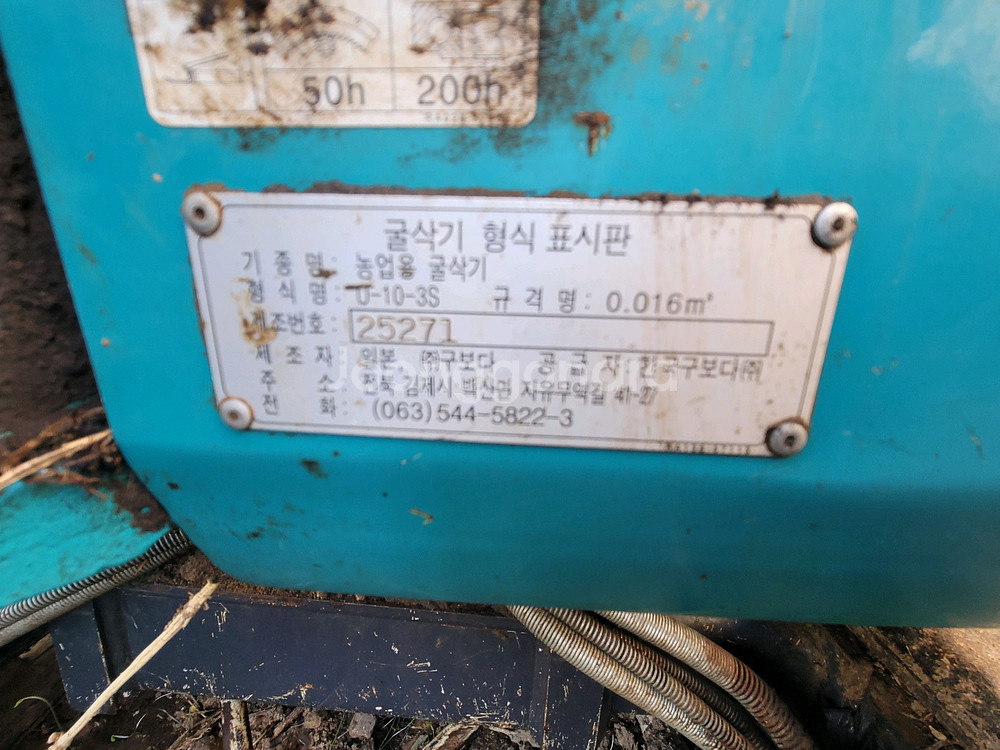 50h 200h
굴삭기 형식 표시판
기 종 명 : 농업용 굴삭기
형 식 명 : U-10-3S 규 격 명 : 0.016m³
제조번호 : 25271
제 조 자 일본 ㈜구보다 공 급 자 : 한국구보다㈜
주 소 : 전북 김제시 백산면 자유무역길 41-27
전 화 : (063)544-5822-3